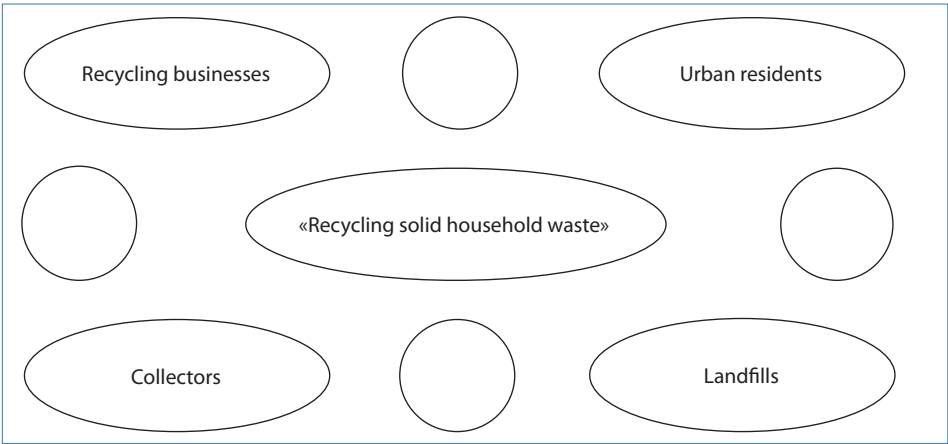 Recycling businesses
Urban residents
«Recycling solid household waste»
Collectors
Landfills